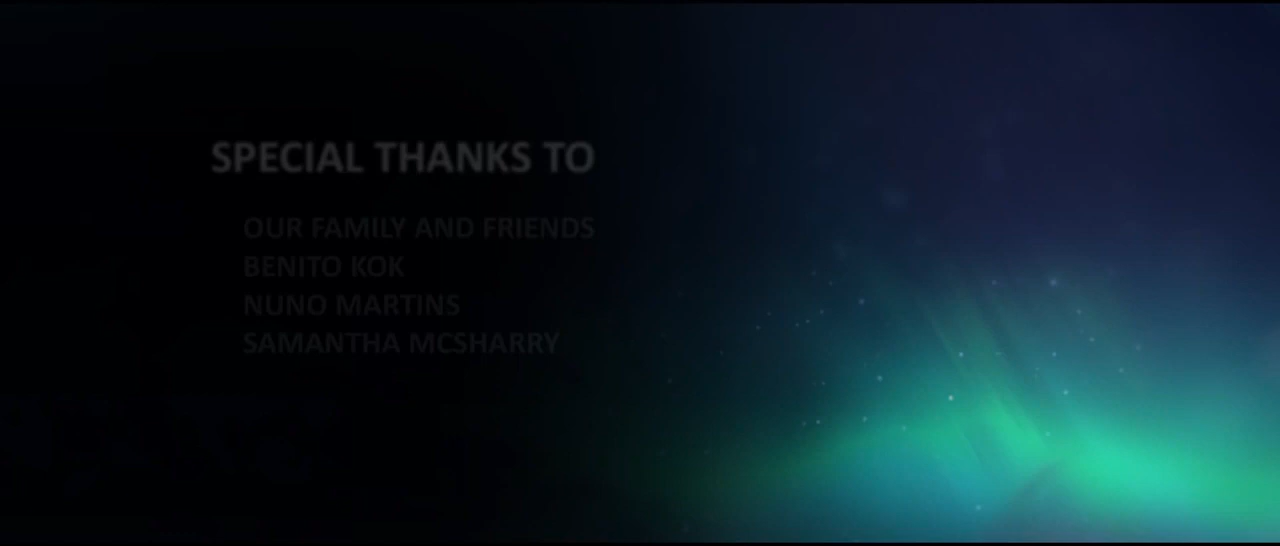 SPECIAL THANKS TO
OUR FAMILY AND FRIENDS
BENITO KOK
NUNO MARTINS
SAMANTHA MCSHARRY